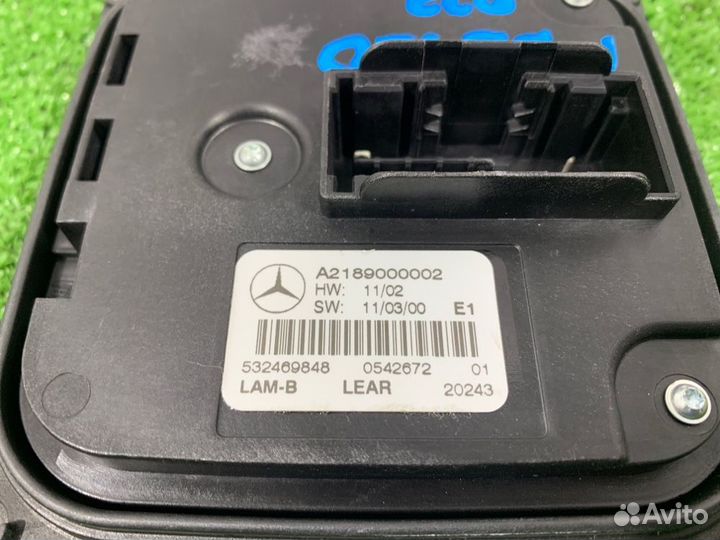 A2189000002
HW: 11/02
SW: 11/03/00 E1
532469848 0542672 01
LAM-B LEAR 20243
Avito